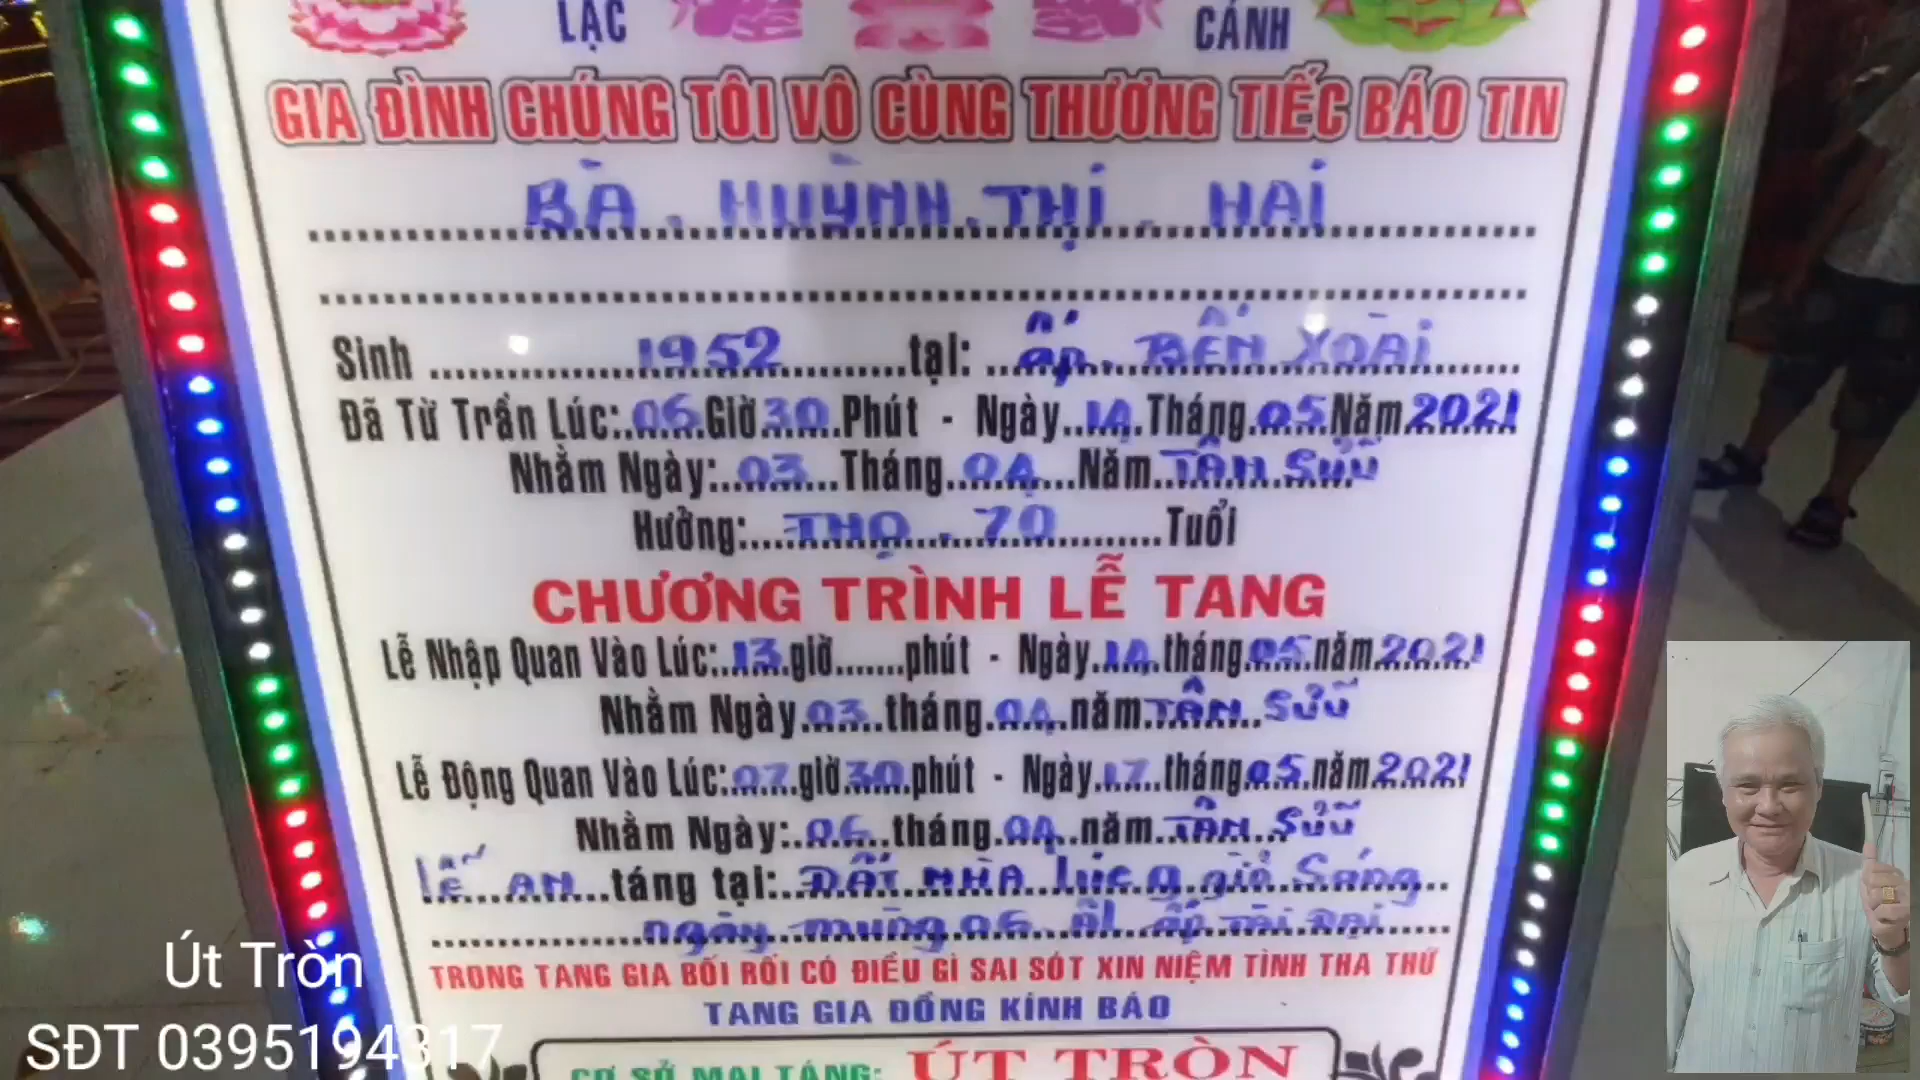 LẠC CẢNH
GIA ĐÌNH CHÚNG TÔI VÔ CÙNG THƯƠNG TIẾC BÁO TIN
BÀ. HUỲNH. THỊ. HAI
Sinh 1952 tại: ấp. BẾN XOÀI
Đã Từ Trần Lúc: 06 Giờ 30 Phút - Ngày 14 Tháng 05 Năm 2021
Nhằm Ngày: 03 Tháng 04 Năm TÂN Sửu
Hưởng: THỌ. 70 Tuổi
CHƯƠNG TRÌNH LỄ TANG
Lễ Nhập Quan Vào Lúc: 13 giờ phút - Ngày 14 tháng 05 năm 2021
Nhằm Ngày 03 tháng 04 năm TÂN Sửu
Lễ Động Quan Vào Lúc: 07 giờ 30 phút - Ngày 17 tháng 05 năm 2021
Nhằm Ngày: 06 tháng 04 năm TÂN Sửu
lễ AN táng tại: ĐẤT NHÀ lúc 9 giờ Sáng
ngày mùng 06 ÂL ấp
TRONG TANG GIA BỐI RỐI CÓ ĐIỀU GÌ SAI SÓT XIN NIỆM TÌNH THA THỨ
TANG GIA ĐỒNG KÍNH BÁO
CƠ SỞ MAI TÁNG: ÚT TRÒN
Út Tròn
SĐT 0395194317